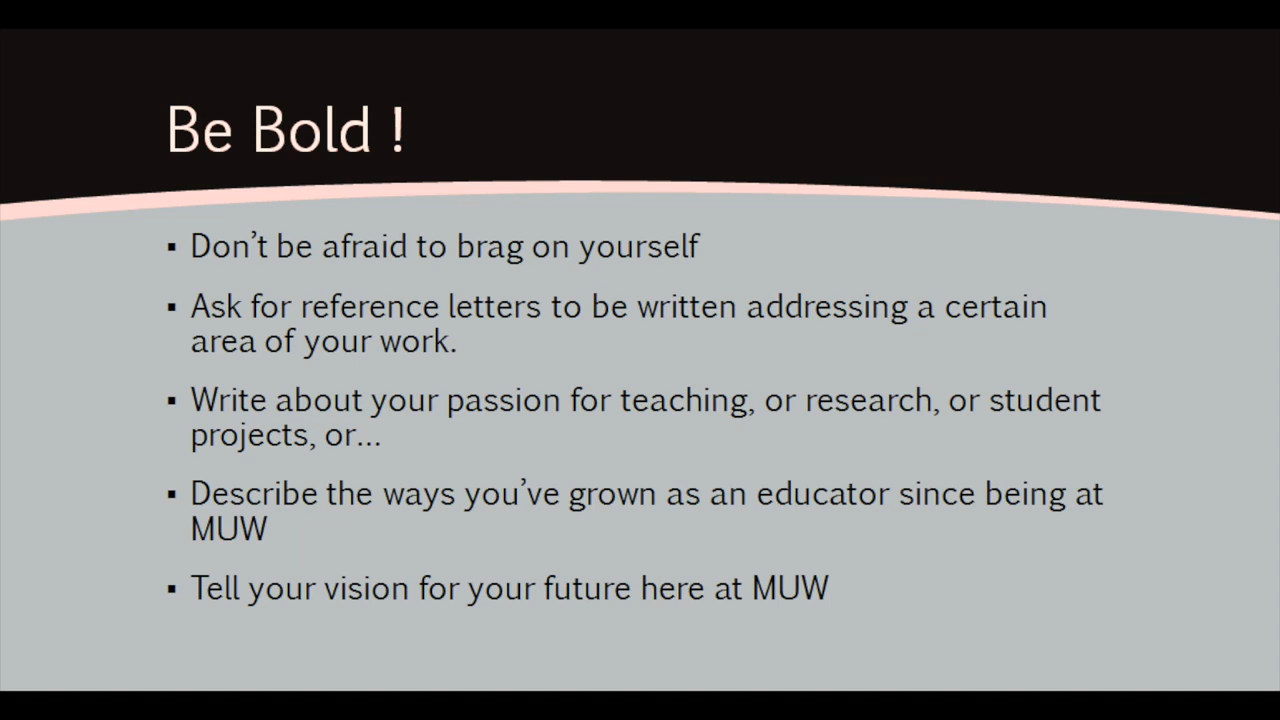 Be Bold !
▪ Don’t be afraid to brag on yourself
▪ Ask for reference letters to be written addressing a certain
area of your work.
▪ Write about your passion for teaching, or research, or student
projects, or…
▪ Describe the ways you’ve grown as an educator since being at
MUW
▪ Tell your vision for your future here at MUW